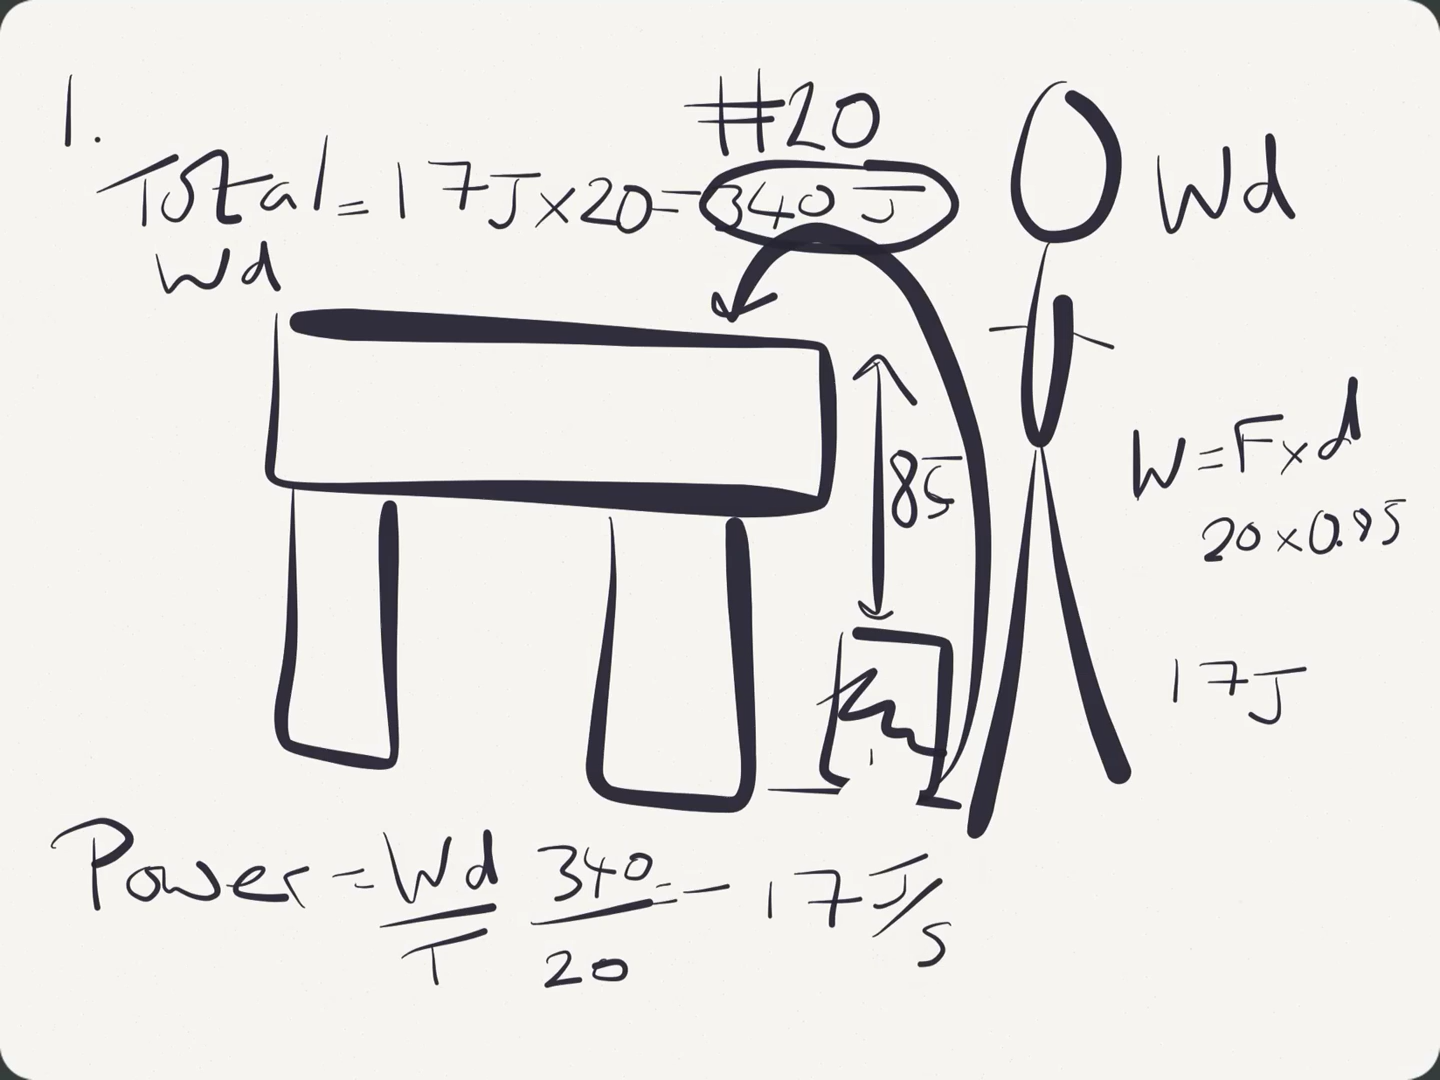 1.
#20
Total = 17J x 20 = 340 J
Wd
Wd
85
W = F x d
20 x 0.85
17J
Power = Wd/T 340/20 = - 17 J/s